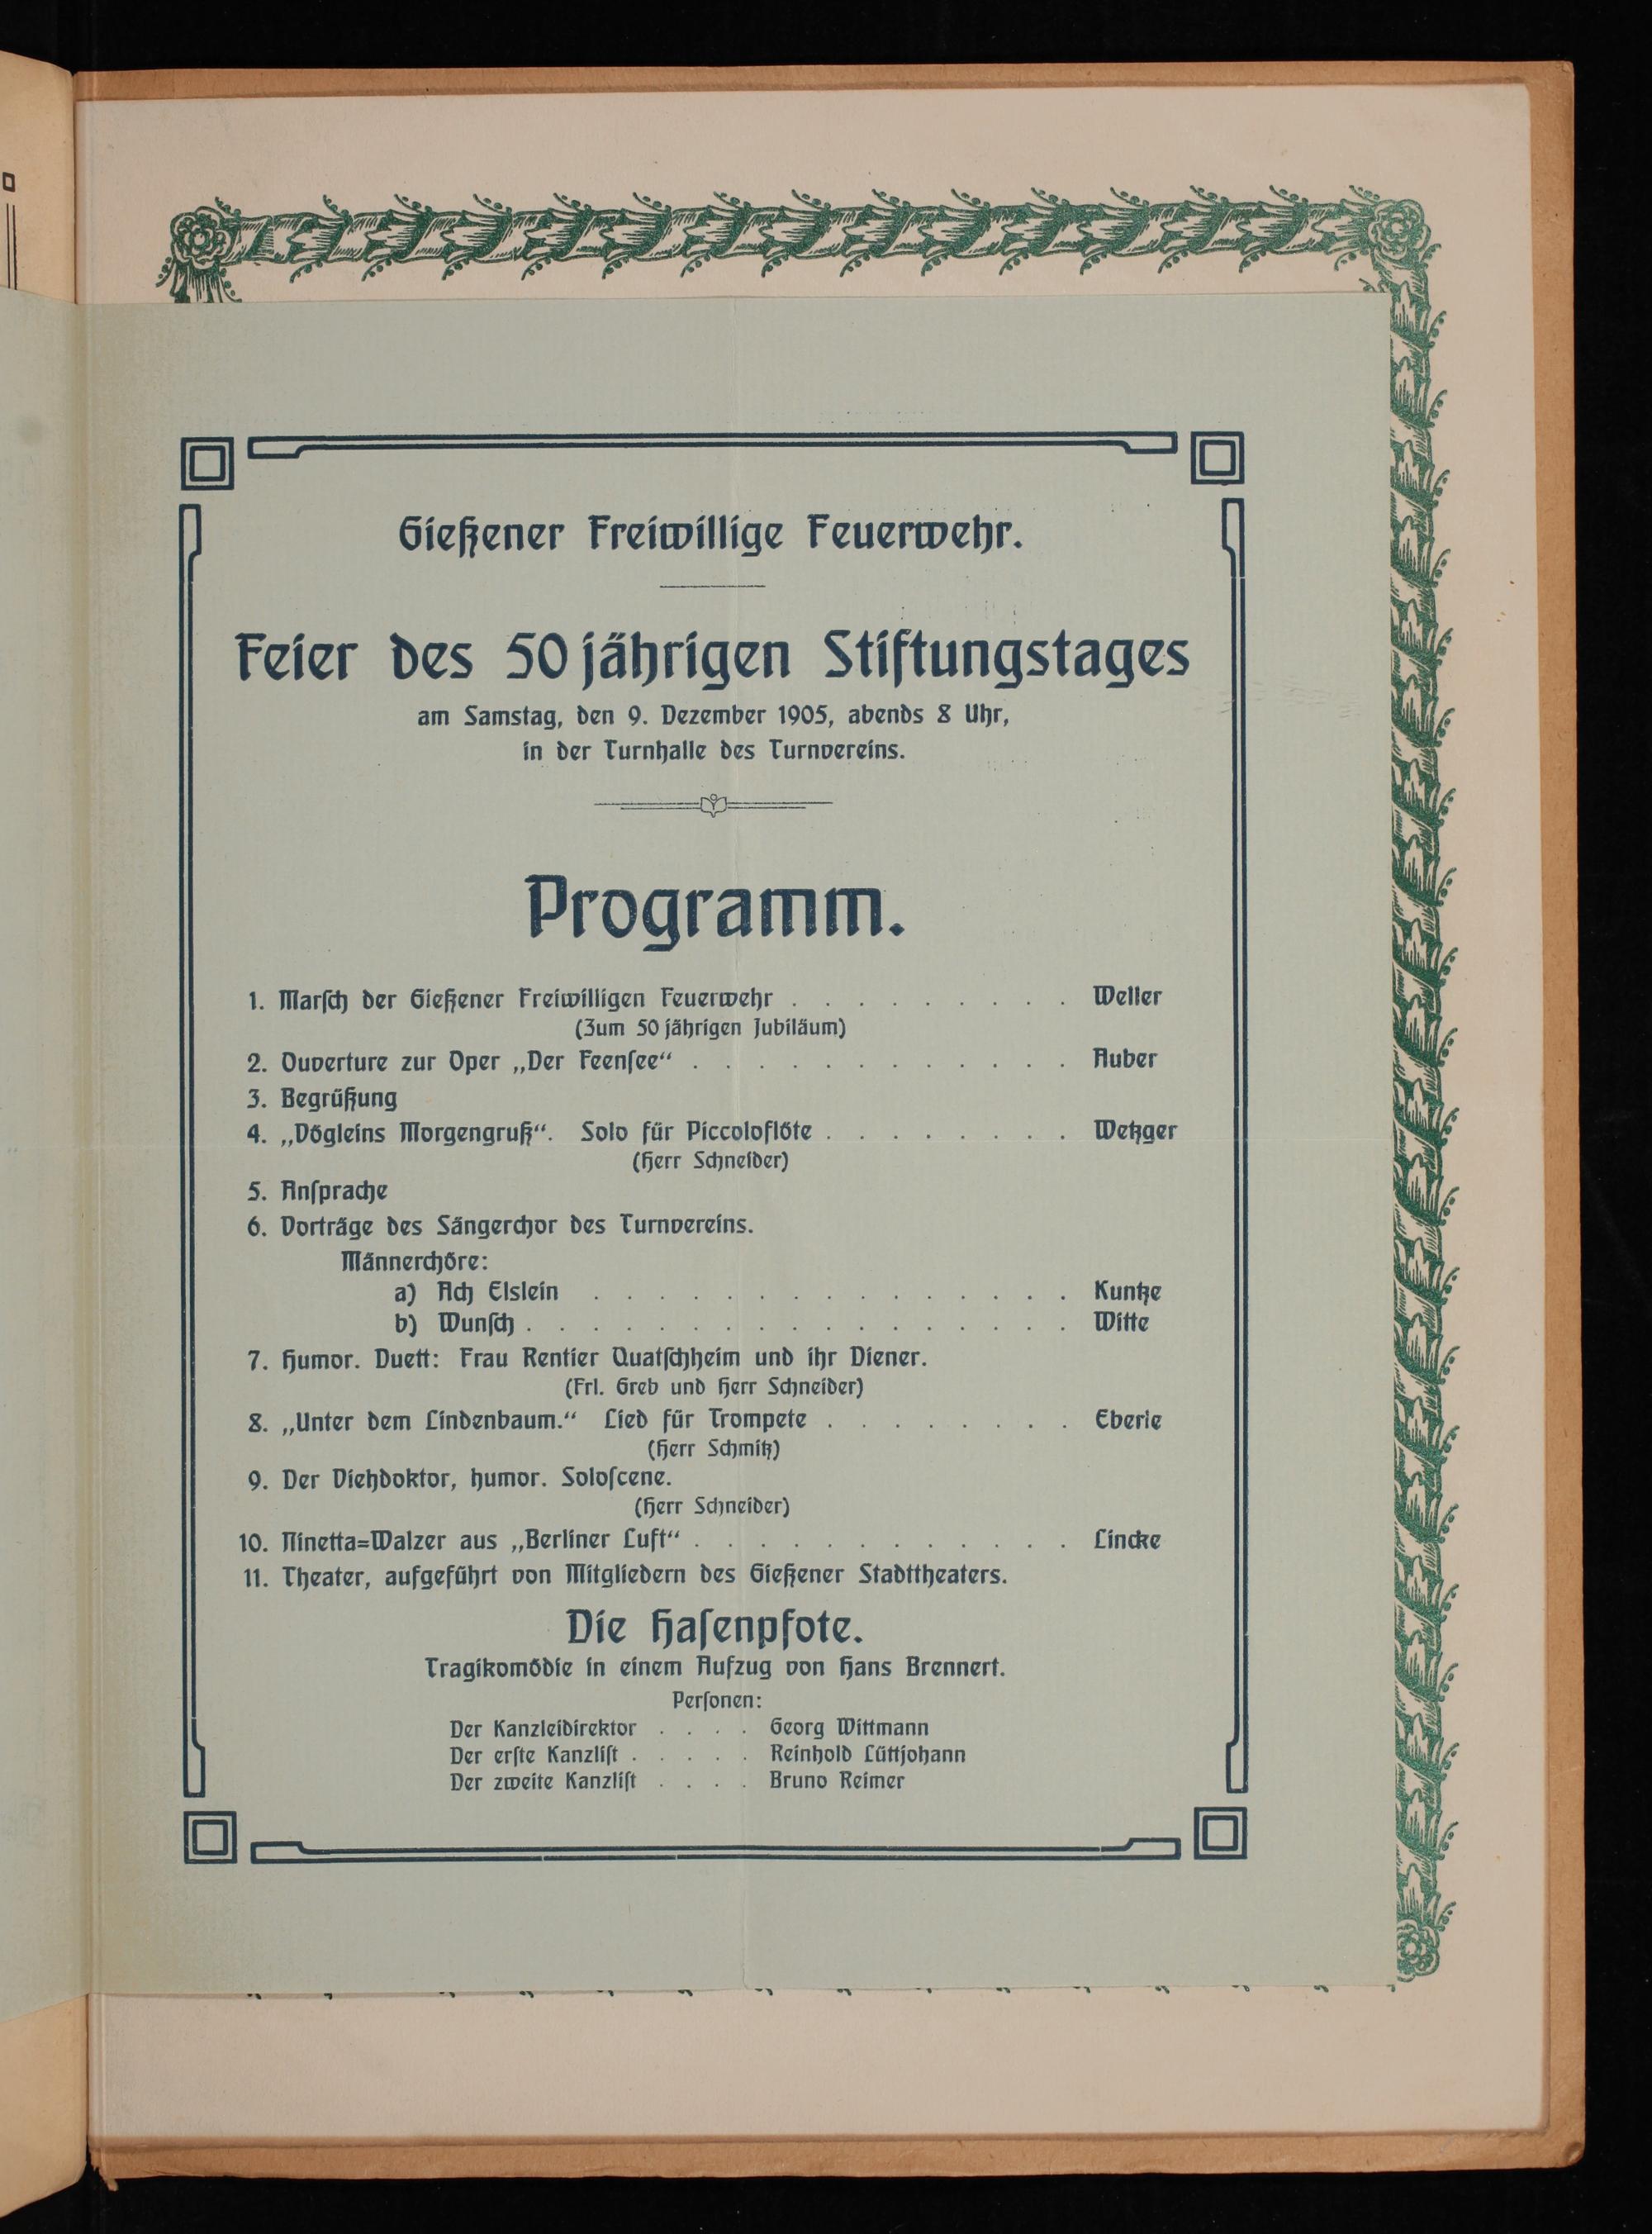 Gießener Freiwillige Feuerwehr.
Feier des 50jährigen Stiftungstages
am Samstag, den 9. Dezember 1905, abends 8 Uhr,
in der Turnhalle des Turnvereins.
Programm.
1. Marſch der Gießener Freiwilligen Feuerwehr . . . . . . . . . Weller
(Zum 50jährigen Jubiläum)
2. Ouverture zur Oper „Der Feenſee“ . . . . . . . . . . . . Auber
3. Begrüßung
4. „Vögleins Morgengruß“. Solo für Piccoloflöte . . . . . . . . Wetzger
(Herr Schneider)
5. Anſprache
6. Vorträge des Sängerchor des Turnvereins.
Männerchöre:
a) Ach Elslein . . . . . . . . . . . . . . . Kuntze
b) Wunſch . . . . . . . . . . . . . . . . . Witte
7. Humor. Duett: Frau Rentier Quatſchheim und ihr Diener.
(Frl. Greb und Herr Schneider)
8. „Unter dem Lindenbaum.“ Lied für Trompete . . . . . . . . Eberle
(Herr Schmitz)
9. Der Viehdoktor, humor. Soloſcene.
(Herr Schneider)
10. Ninetta=Walzer aus „Berliner Luft“ . . . . . . . . . . . . Lincke
11. Theater, aufgeführt von Mitgliedern des Gießener Stadttheaters.
Die Haſenpfote.
Tragikomödie in einem Aufzug von Hans Brennert.
Perſonen:
Der Kanzleidirektor . . . . Georg Wittmann
Der erſte Kanzliſt . . . . . Reinhold Lüttjohann
Der zweite Kanzliſt . . . . Bruno Reimer